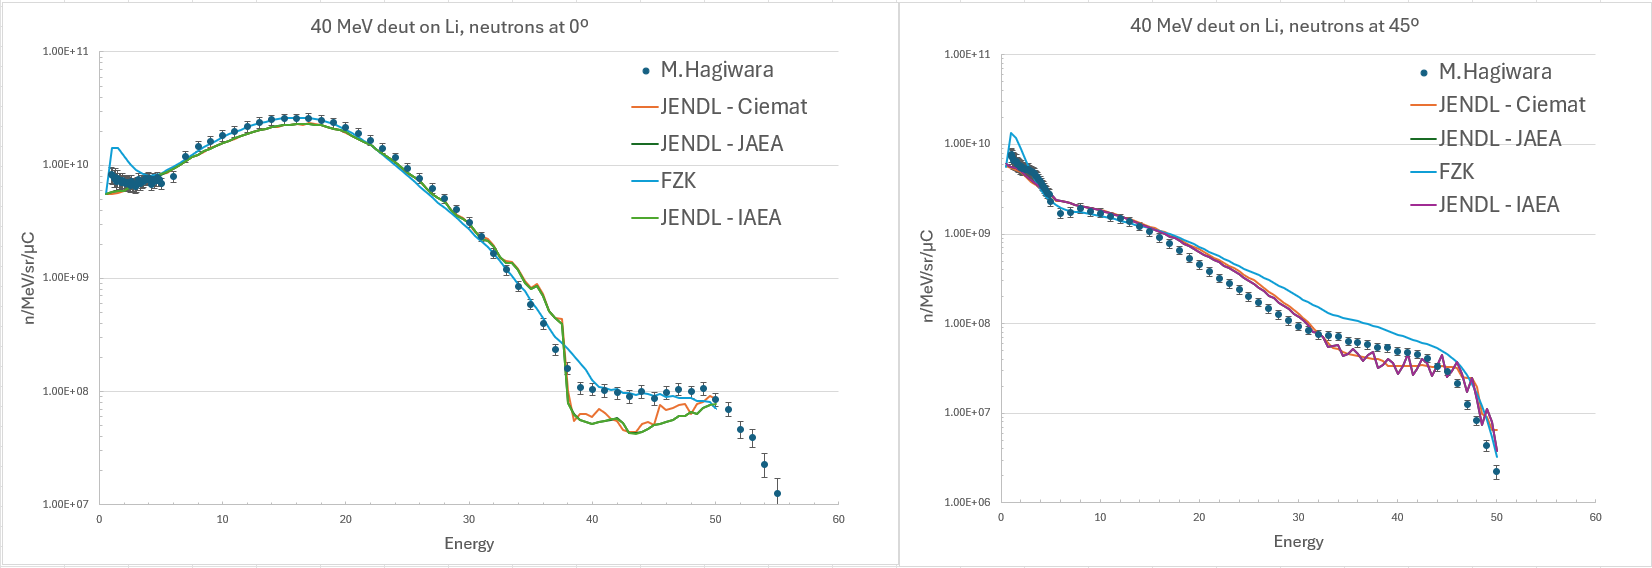 40 MeV deut on Li, neutrons at 0º
1.00E+11
1.00E+10
1.00E+09
1.00E+08
1.00E+07
n/MeV/sr/µC
0
10
20
30
40
50
60
Energy
M.Hagiwara
JENDL - Ciemat
JENDL - JAEA
FZK
JENDL - IAEA
40 MeV deut on Li, neutrons at 45º
1.00E+11
1.00E+10
1.00E+09
1.00E+08
1.00E+07
1.00E+06
n/MeV/sr/µC
0
10
20
30
40
50
60
Energy
M.Hagiwara
JENDL - Ciemat
JENDL - JAEA
FZK
JENDL - IAEA